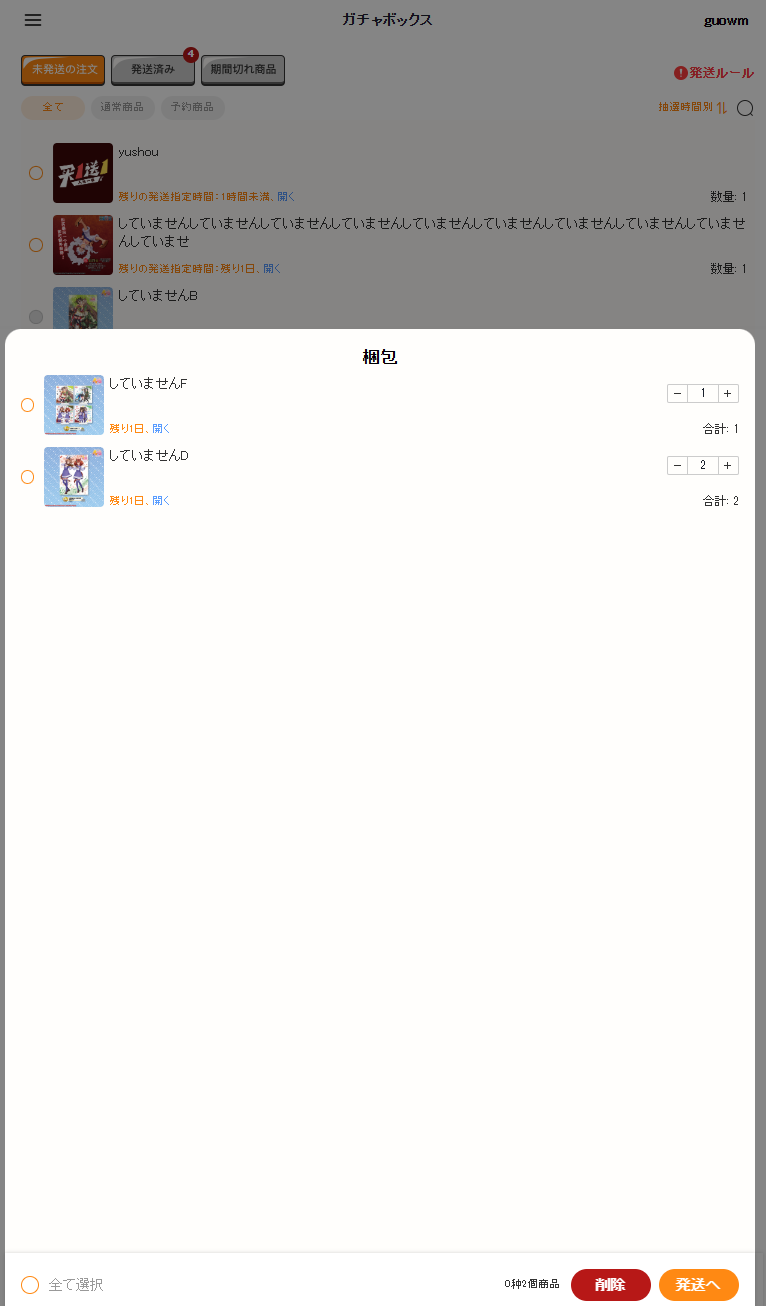 ガチャボックス
guowm
未発送の注文
発送済み
4
期間切れ商品
発送ルール
全て
通常商品
予約商品
抽選時間別
yushou
买1送1
残りの発送指定時間：1時間未満、開く
数量: 1
していませんしていませんしていませんしていませんしていませんしていませんしていませんしていませんしていませ
んしていませ
残りの発送指定時間：残り1日、開く
数量: 1
していませんB
梱包
していませんF
− 1 +
残り1日、開く
合計: 1
していませんD
− 2 +
残り1日、開く
合計: 2
全て選択
0种2個商品
削除
発送へ